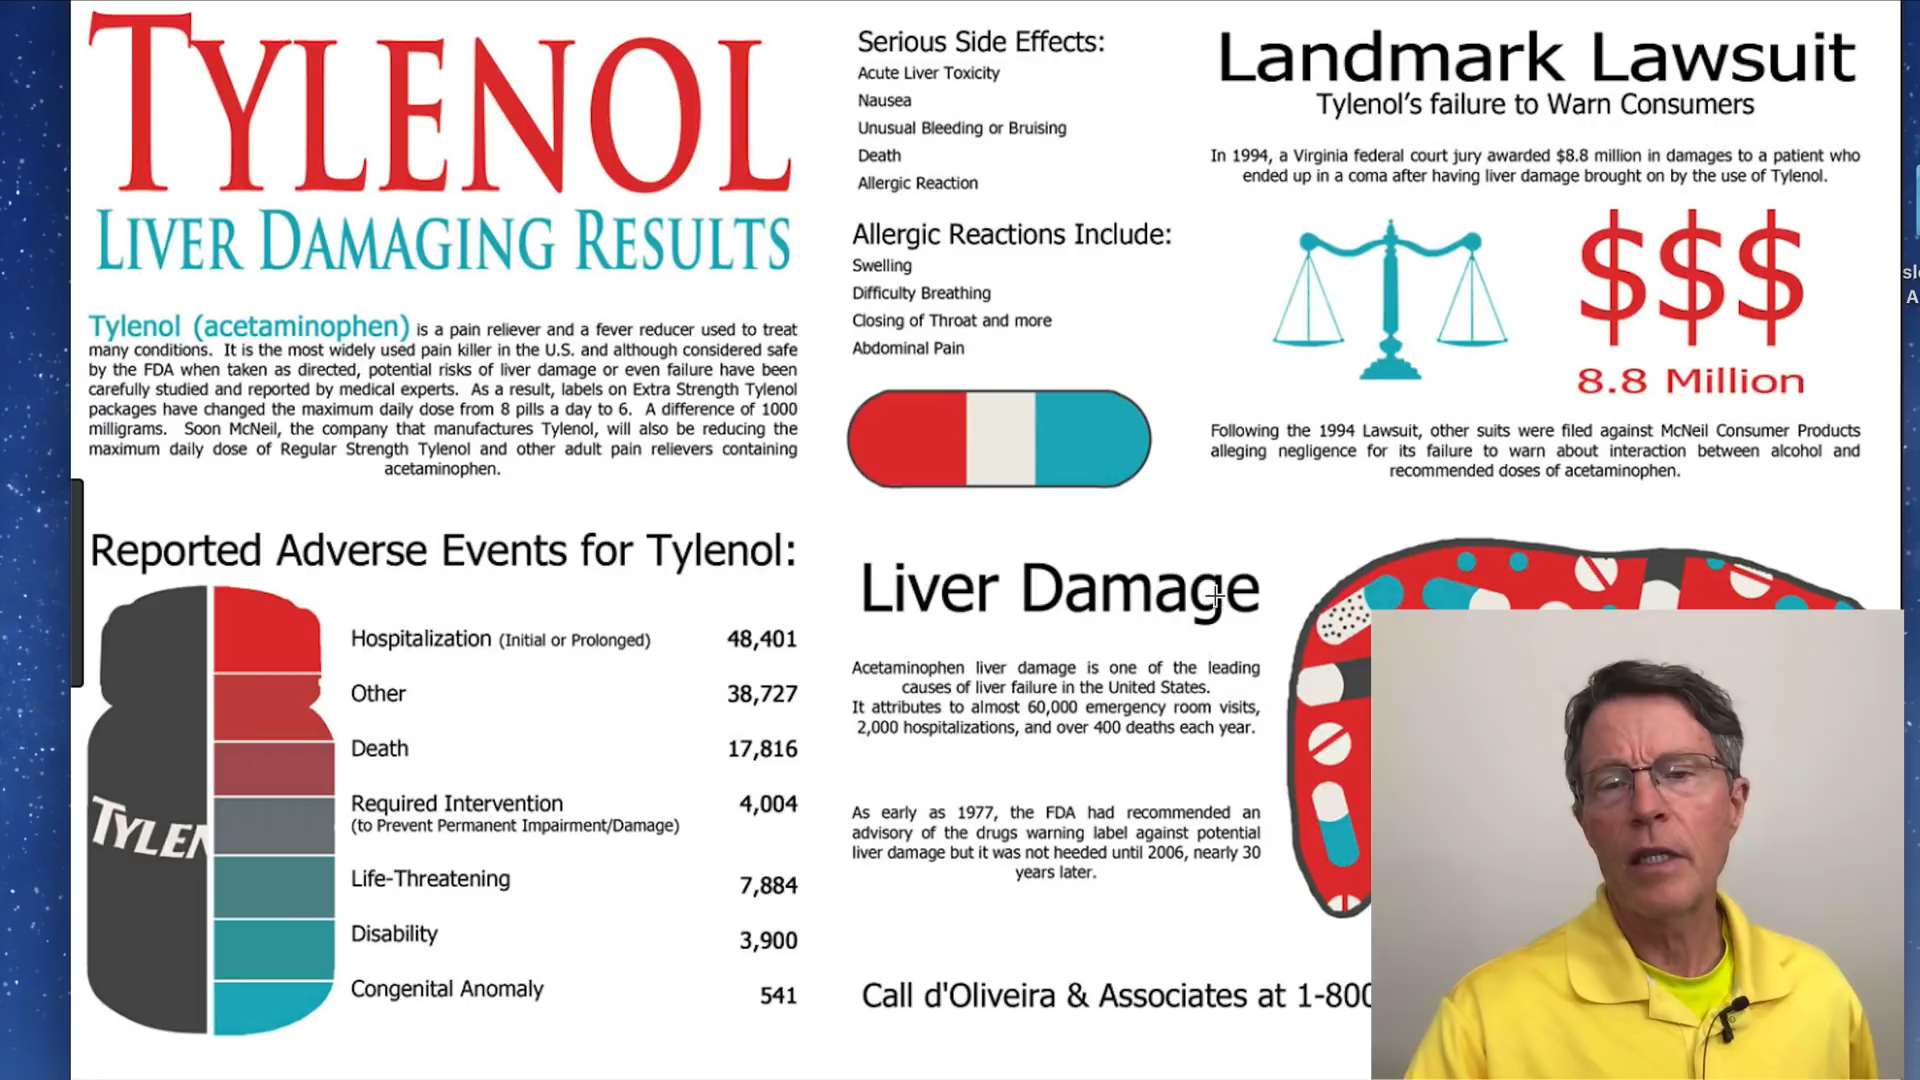 TYLENOL
LIVER DAMAGING RESULTS
Tylenol (acetaminophen) is a pain reliever and a fever reducer used to treat
many conditions. It is the most widely used pain killer in the U.S. and although considered safe
by the FDA when taken as directed, potential risks of liver damage or even failure have been
carefully studied and reported by medical experts. As a result, labels on Extra Strength Tylenol
packages have changed the maximum daily dose from 8 pills a day to 6. A difference of 1000
milligrams. Soon McNeil, the company that manufactures Tylenol, will also be reducing the
maximum daily dose of Regular Strength Tylenol and other adult pain relievers containing
acetaminophen.
Reported Adverse Events for Tylenol:
TYLEN
Hospitalization (Initial or Prolonged) 48,401
Other 38,727
Death 17,816
Required Intervention 4,004
(to Prevent Permanent Impairment/Damage)
Life-Threatening 7,884
Disability 3,900
Congenital Anomaly 541
Serious Side Effects:
Acute Liver Toxicity
Nausea
Unusual Bleeding or Bruising
Death
Allergic Reaction
Allergic Reactions Include:
Swelling
Difficulty Breathing
Closing of Throat and more
Abdominal Pain
Landmark Lawsuit
Tylenol's failure to Warn Consumers
In 1994, a Virginia federal court jury awarded $8.8 million in damages to a patient who
ended up in a coma after having liver damage brought on by the use of Tylenol.
$$$
8.8 Million
Following the 1994 Lawsuit, other suits were filed against McNeil Consumer Products
alleging negligence for its failure to warn about interaction between alcohol and
recommended doses of acetaminophen.
Liver Damage
Acetaminophen liver damage is one of the leading
causes of liver failure in the United States.
It attributes to almost 60,000 emergency room visits,
2,000 hospitalizations, and over 400 deaths each year.
As early as 1977, the FDA had recommended an
advisory of the drugs warning label against potential
liver damage but it was not heeded until 2006, nearly 30
years later.
Call d'Oliveira & Associates at 1-800